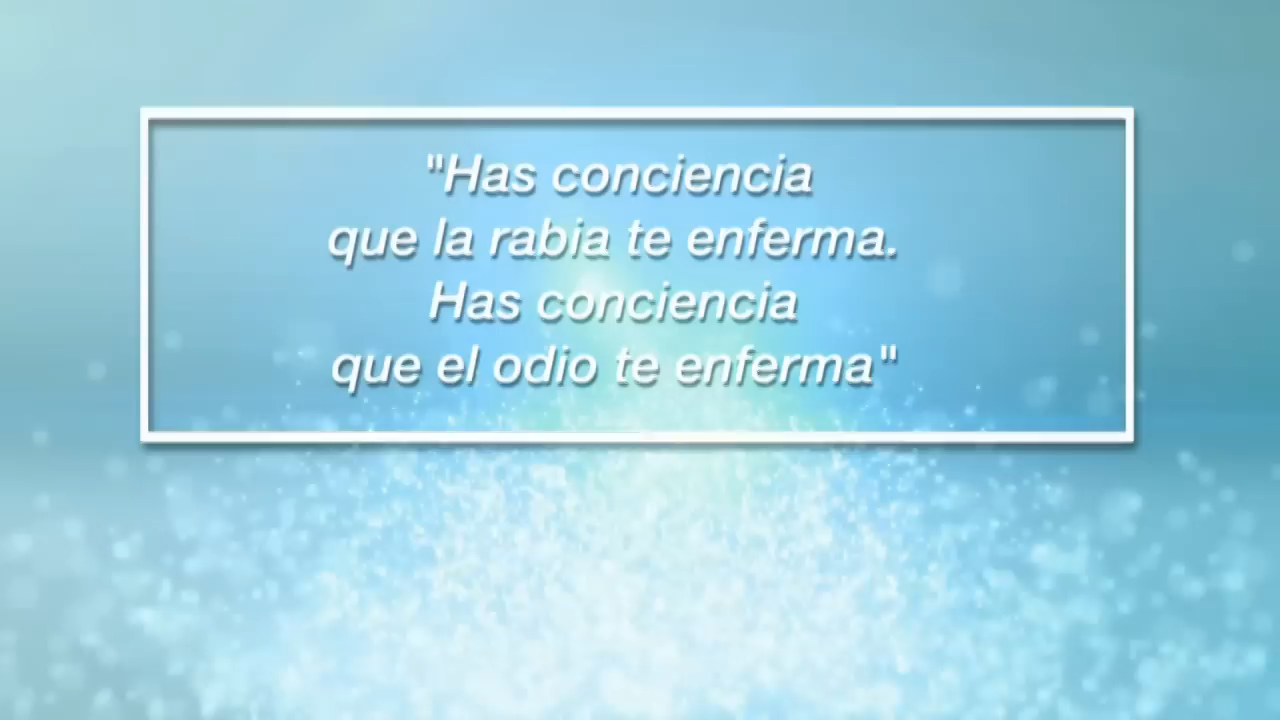 "Has conciencia
que la rabia te enferma.
Has conciencia
que el odio te enferma"